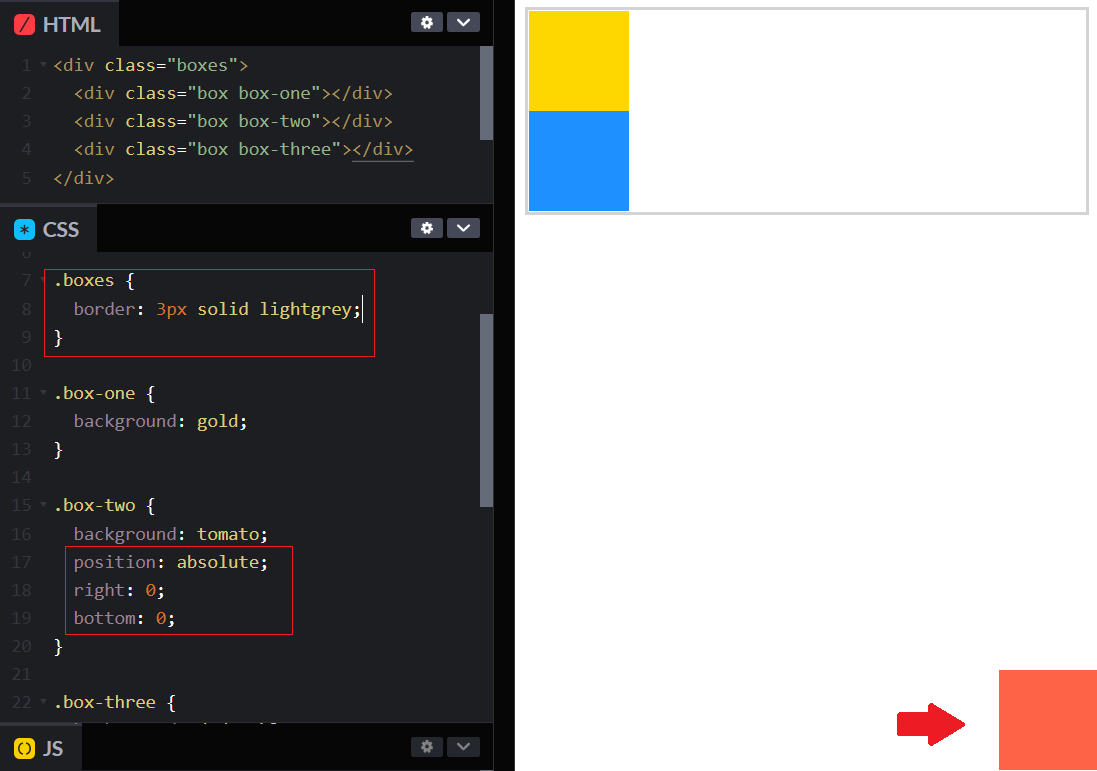 HTML
1 <div class="boxes">
2 <div class="box box-one"></div>
3 <div class="box box-two"></div>
4 <div class="box box-three"></div>
5 </div>
CSS
6
7 .boxes {
8 border: 3px solid lightgrey;
9 }
10
11 .box-one {
12 background: gold;
13 }
14
15 .box-two {
16 background: tomato;
17 position: absolute;
18 right: 0;
19 bottom: 0;
20 }
21
22 .box-three {
JS